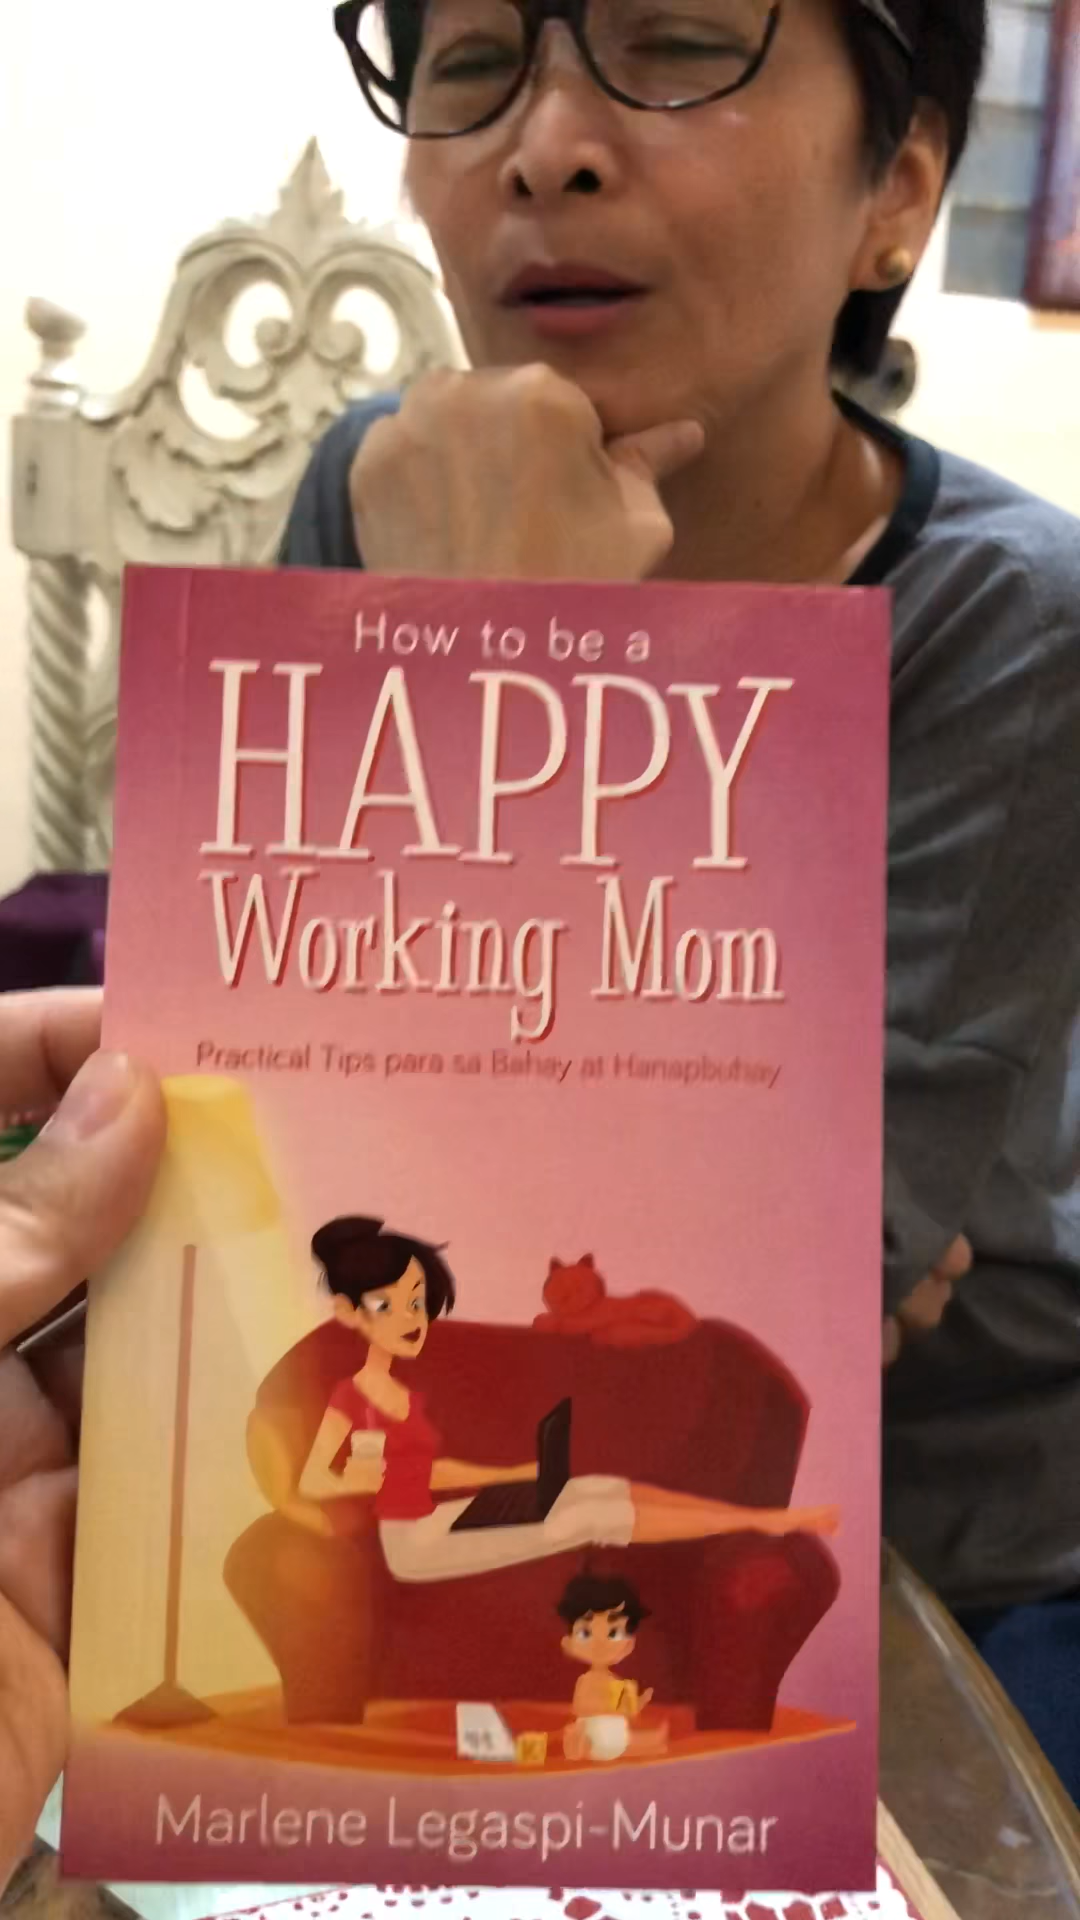 How to be a
HAPPY
Working Mom
Practical Tips para sa Bahay at Hanapbuhay
Marlene Legaspi-Munar